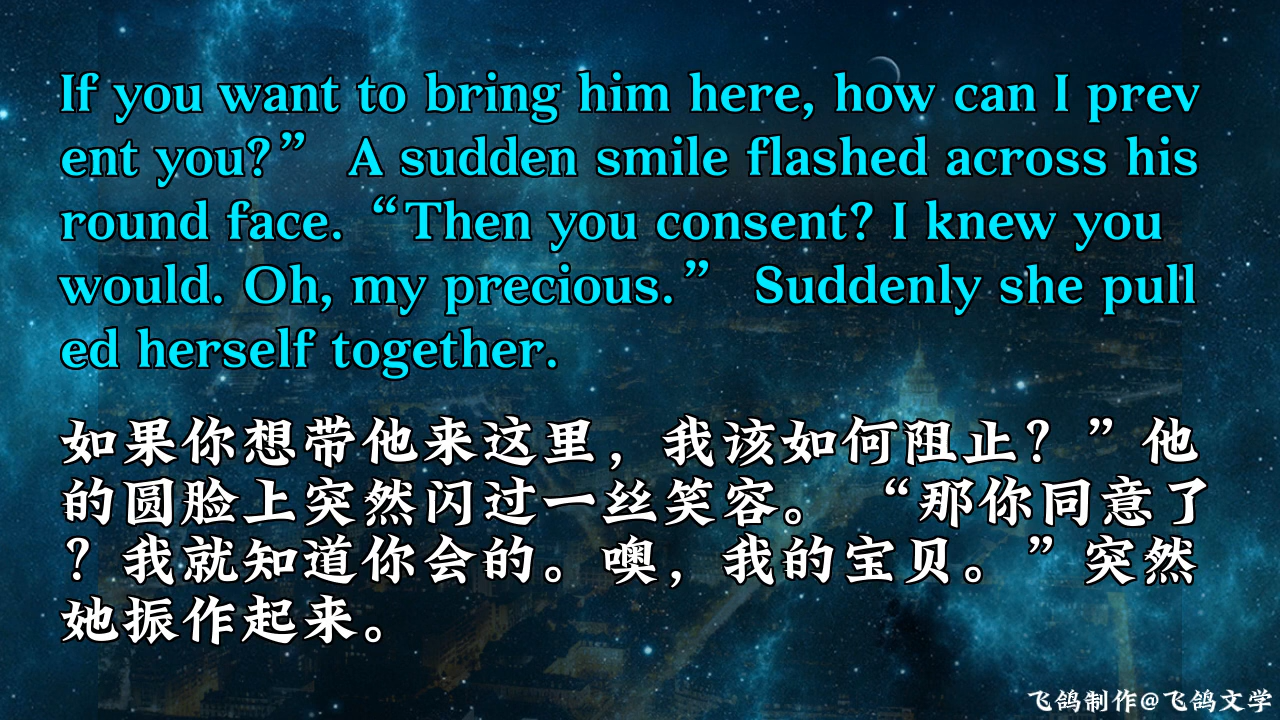 If you want to bring him here, how can I prev
ent you?” A sudden smile flashed across his
round face. “Then you consent? I knew you
would. Oh, my precious.” Suddenly she pull
ed herself together.
如果你想带他来这里，我该如何阻止？”他
的圆脸上突然闪过一丝笑容。“那你同意了
？我就知道你会的。噢，我的宝贝。”突然
她振作起来。
飞鸽制作@飞鸽文学